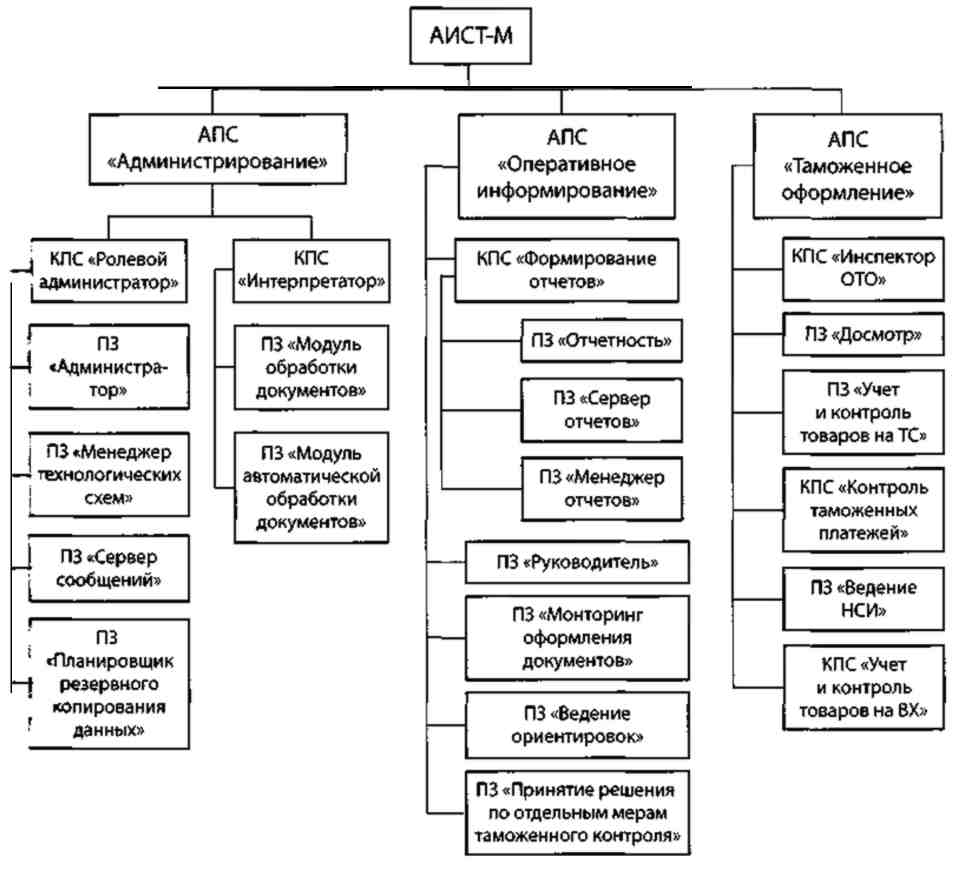 АИСТ-М
АПС
«Администрирование»
КПС «Ролевой
администратор»
ПЗ
«Администра-
тор»
ПЗ «Менеджер
технологических
схем»
ПЗ «Сервер
сообщений»
ПЗ
«Планировщик
резервного
копирования
данных»
КПС
«Интерпретатор»
ПЗ «Модуль
обработки
документов»
ПЗ «Модуль
автоматической
обработки
документов»
АПС
«Оперативное
информирование»
КПС «Формирование
отчетов»
ПЗ «Отчетность»
ПЗ «Сервер
отчетов»
ПЗ «Менеджер
отчетов»
ПЗ «Руководитель»
ПЗ «Монторинг
оформления
документов»
ПЗ «Ведение
ориентировок»
ПЗ «Принятие решения
по отдельным мерам
таможенного контроля»
АПС
«Таможенное
оформление»
КПС «Инспектор
ОТО»
ПЗ «Досмотр»
ПЗ «Учет
и контроль
товаров на ТС»
КПС «Контроль
таможенных
платежей»
ПЗ «Ведение
НСИ»
КПС «Учет
и контроль
товаров на ВХ»